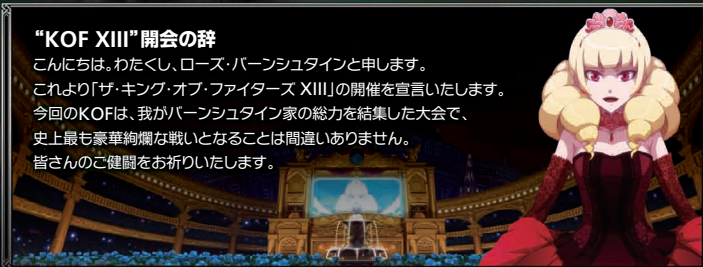 “KOF XIII”開会の辞
こんにちは。わたくし、ローズ・バーンシュタインと申します。
これより「ザ・キング・オブ・ファイターズ XIII」の開催を宣言いたします。
今回のKOFは、我がバーンシュタイン家の総力を結集した大会で、
史上最も豪華絢爛な戦いとなることは間違いありません。
皆さんのご健闘をお祈りいたします。